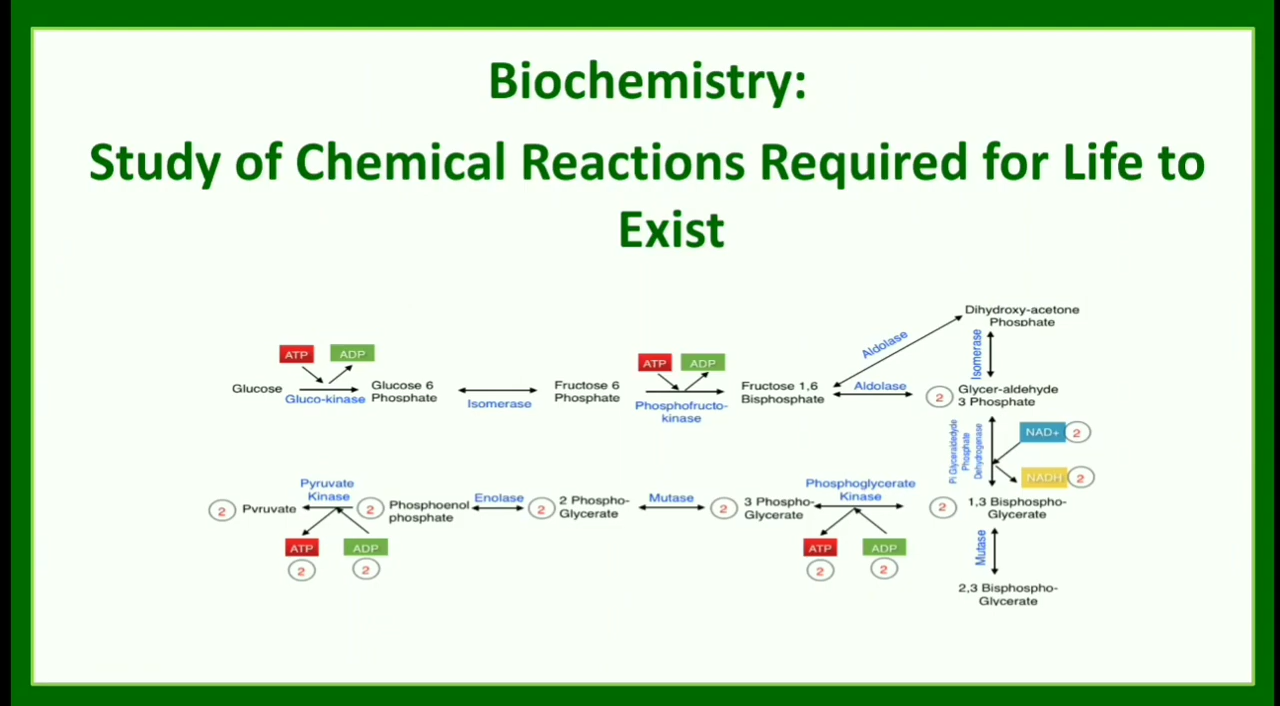 Biochemistry:
Study of Chemical Reactions Required for Life to
Exist
ATP ADP
Glucose
Gluco-kinase
Glucose 6
Phosphate
Isomerase
Fructose 6
Phosphate
ATP ADP
Phosphofructo-
kinase
Fructose 1,6
Bisphosphate
Aldolase
Dihydroxy-acetone
Phosphate
Isomerase
Aldolase
2
Glycer-aldehyde
3 Phosphate
Pi Glyceraldedyde
Phosphate
Dehydrogenase
NAD+ 2
NADH 2
2
1,3 Bisphospho-
Glycerate
Mutase
2,3 Bisphospho-
Glycerate
Phosphoglycerate
Kinase
ATP ADP
2 2
2
3 Phospho-
Glycerate
Mutase
2
2 Phospho-
Glycerate
Enolase
2
Phosphoenol
phosphate
Pyruvate
Kinase
ATP ADP
2 2
2
Pyruvate